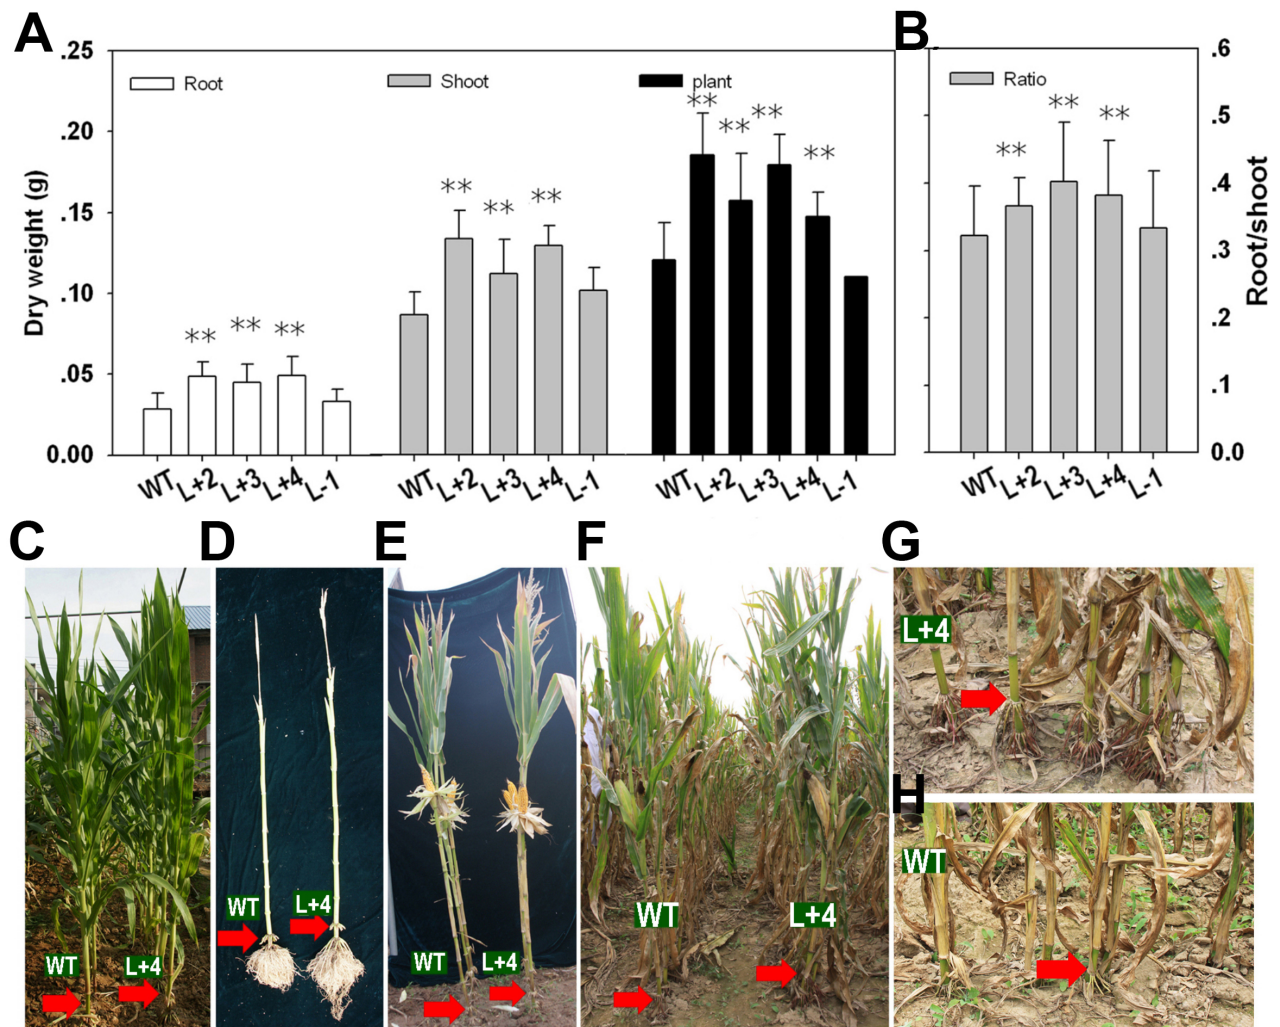 A
B
.25
.20
.15
.10
.05
0.00
Dry weight (g)
Root
Shoot
plant
** ** **
** ** **
** ** ** **
WT L+2 L+3 L+4 L-1
WT L+2 L+3 L+4 L-1
WT L+2 L+3 L+4 L-1
Ratio
** ** **
.6
.5
.4
.3
.2
.1
0.0
Root/shoot
WT L+2 L+3 L+4 L-1
C
D
E
F
G
H
WT
L+4
WT
L+4
WT
L+4
WT
L+4
L+4
WT